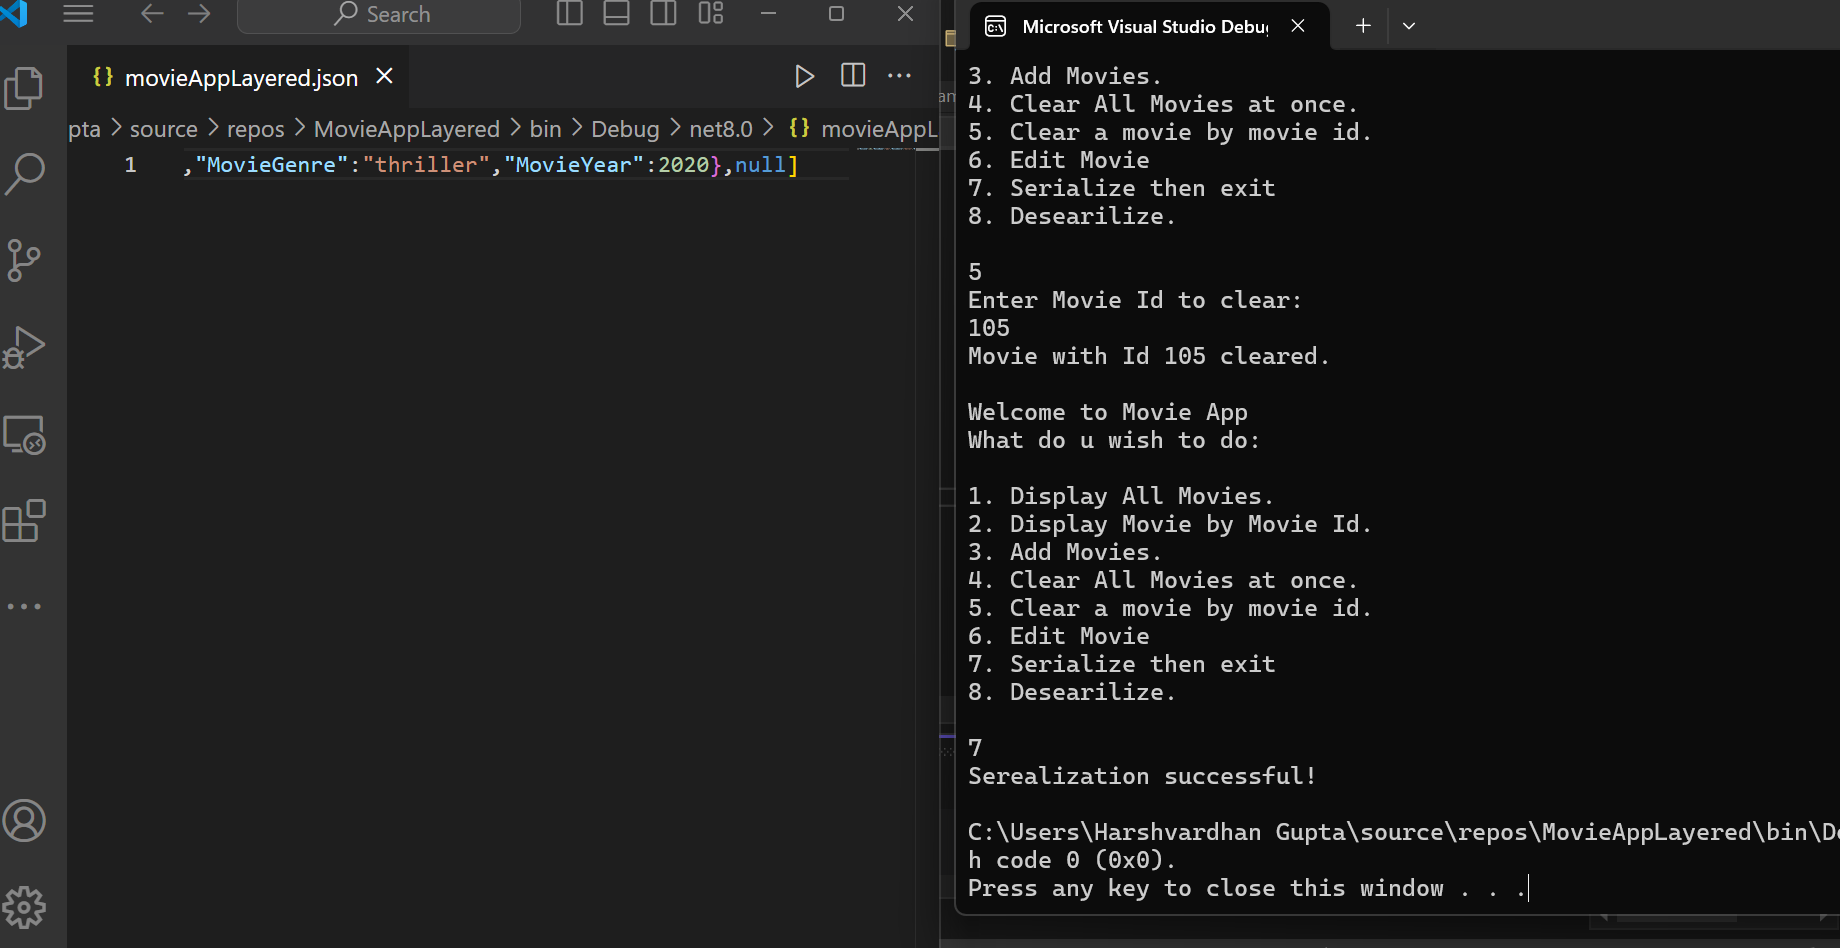 Search
{} movieAppLayered.json
pta > source > repos > MovieAppLayered > bin > Debug > net8.0 > {} movieAppL
1 ,"MovieGenre":"thriller","MovieYear":2020},null]
Microsoft Visual Studio Debu
3. Add Movies.
4. Clear All Movies at once.
5. Clear a movie by movie id.
6. Edit Movie
7. Serialize then exit
8. Desearilize.
5
Enter Movie Id to clear:
105
Movie with Id 105 cleared.
Welcome to Movie App
What do u wish to do:
1. Display All Movies.
2. Display Movie by Movie Id.
3. Add Movies.
4. Clear All Movies at once.
5. Clear a movie by movie id.
6. Edit Movie
7. Serialize then exit
8. Desearilize.
7
Serealization successful!
C:\Users\Harshvardhan Gupta\source\repos\MovieAppLayered\bin\De
h code 0 (0x0).
Press any key to close this window . . .